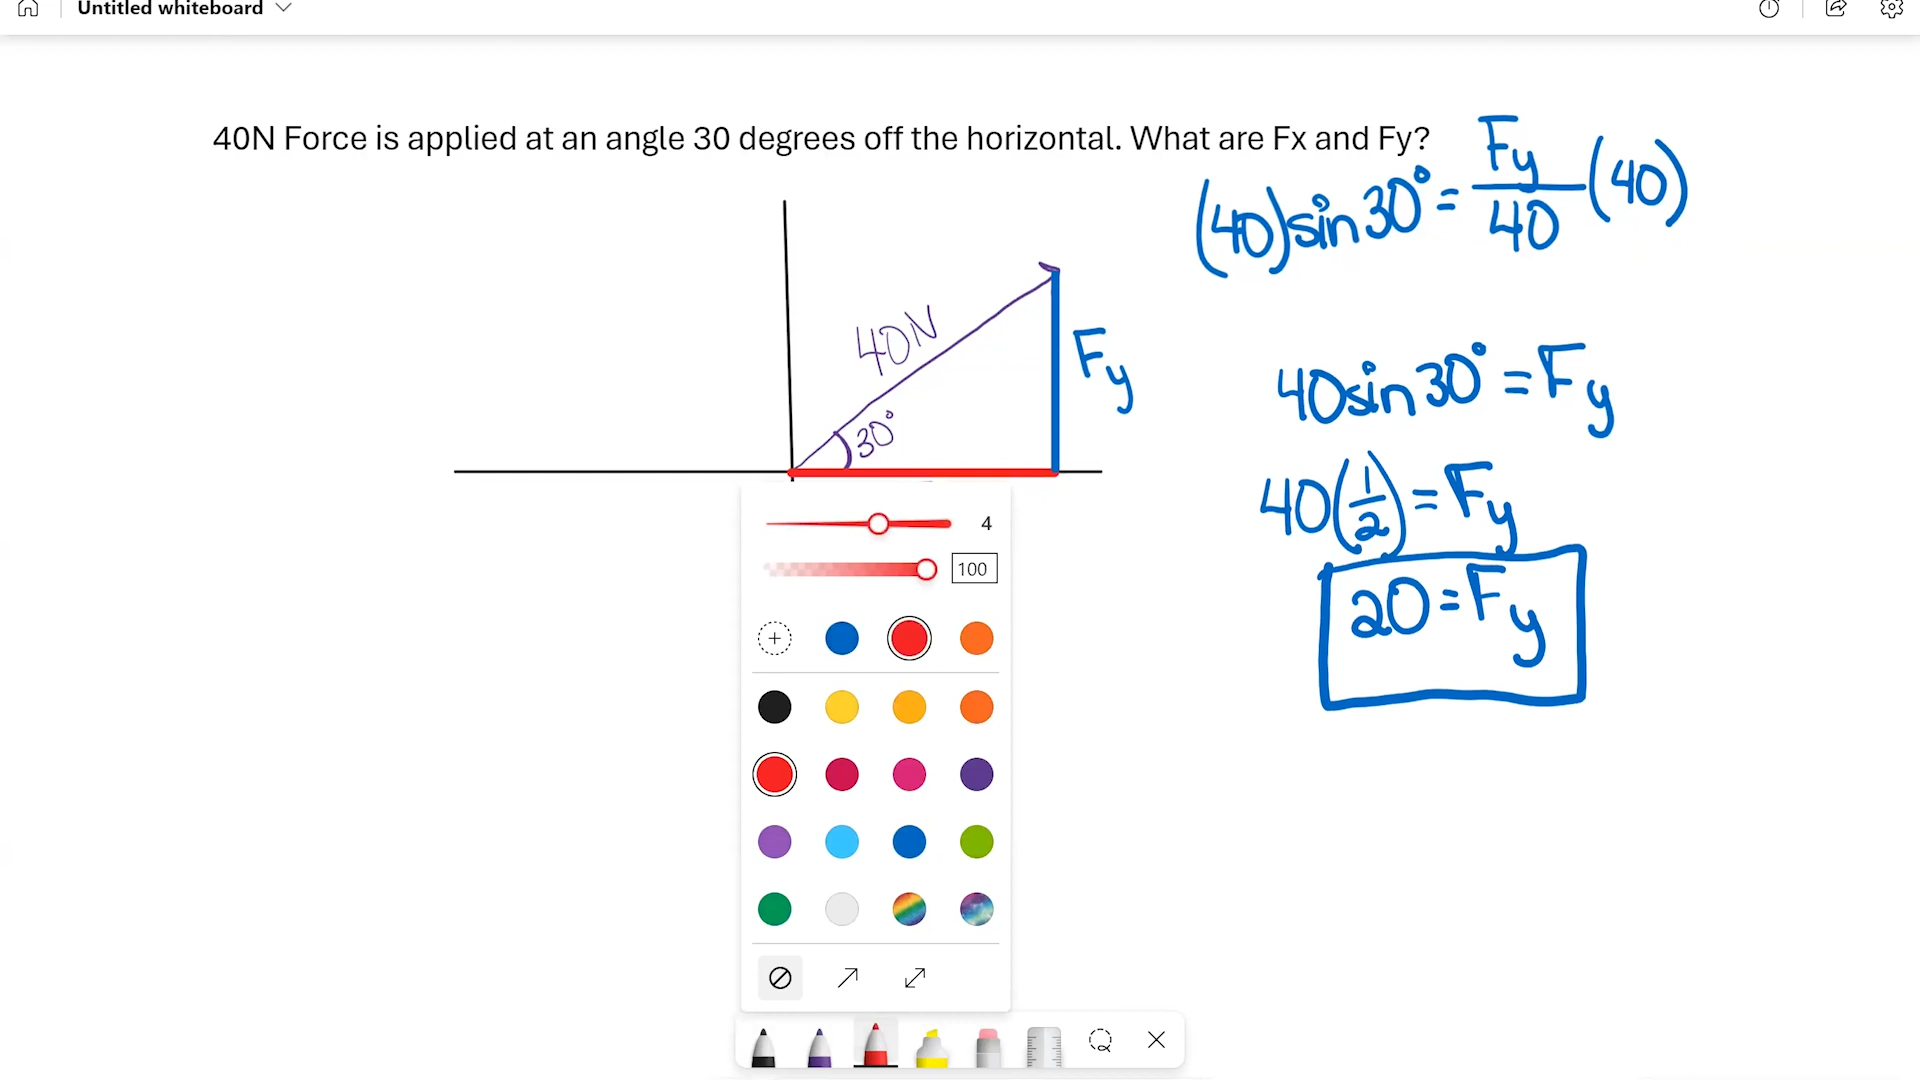 Untitled whiteboard
40N Force is applied at an angle 30 degrees off the horizontal. What are Fx and Fy?
(40)sin30° = Fy/40 (40)
40N
30°
Fy
40sin30° = Fy
40(1/2) = Fy
20 = Fy
4
100